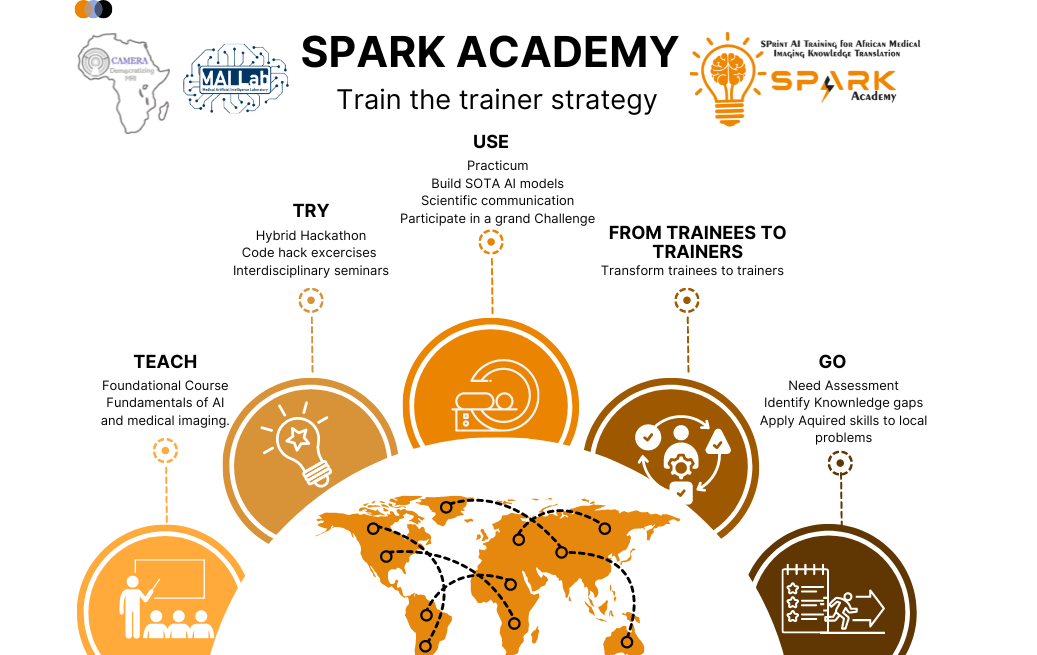 SPARK ACADEMY
Train the trainer strategy
CAMERA
Democratizing
MRI
MAI Lab
Medical Artificial Intelligence Laboratory
SPrint AI Training for African Medical
Imaging Knowledge Translation
SPARK
Academy
TEACH
Foundational Course
Fundamentals of AI
and medical imaging.
TRY
Hybrid Hackathon
Code hack excercises
Interdisciplinary seminars
USE
Practicum
Build SOTA AI models
Scientific communication
Participate in a grand Challenge
FROM TRAINEES TO
TRAINERS
Transform trainees to trainers
GO
Need Assessment
Identify Knownledge gaps
Apply Aquired skills to local
problems